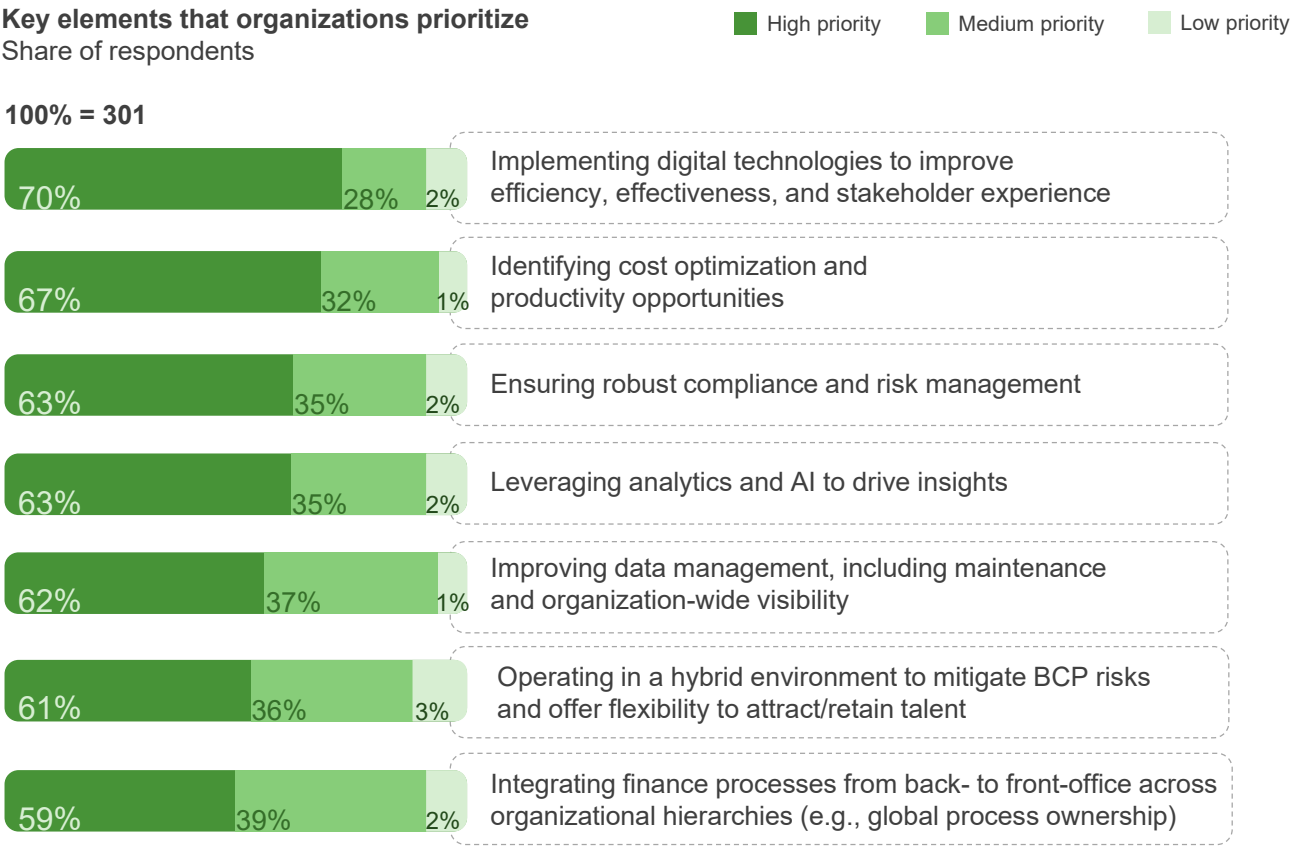 Key elements that organizations prioritize
Share of respondents
High priority
Medium priority
Low priority
100% = 301
70%
28%
2%
Implementing digital technologies to improve
efficiency, effectiveness, and stakeholder experience
67%
32%
1%
Identifying cost optimization and
productivity opportunities
63%
35%
2%
Ensuring robust compliance and risk management
63%
35%
2%
Leveraging analytics and AI to drive insights
62%
37%
1%
Improving data management, including maintenance
and organization-wide visibility
61%
36%
3%
Operating in a hybrid environment to mitigate BCP risks
and offer flexibility to attract/retain talent
59%
39%
2%
Integrating finance processes from back- to front-office across
organizational hierarchies (e.g., global process ownership)